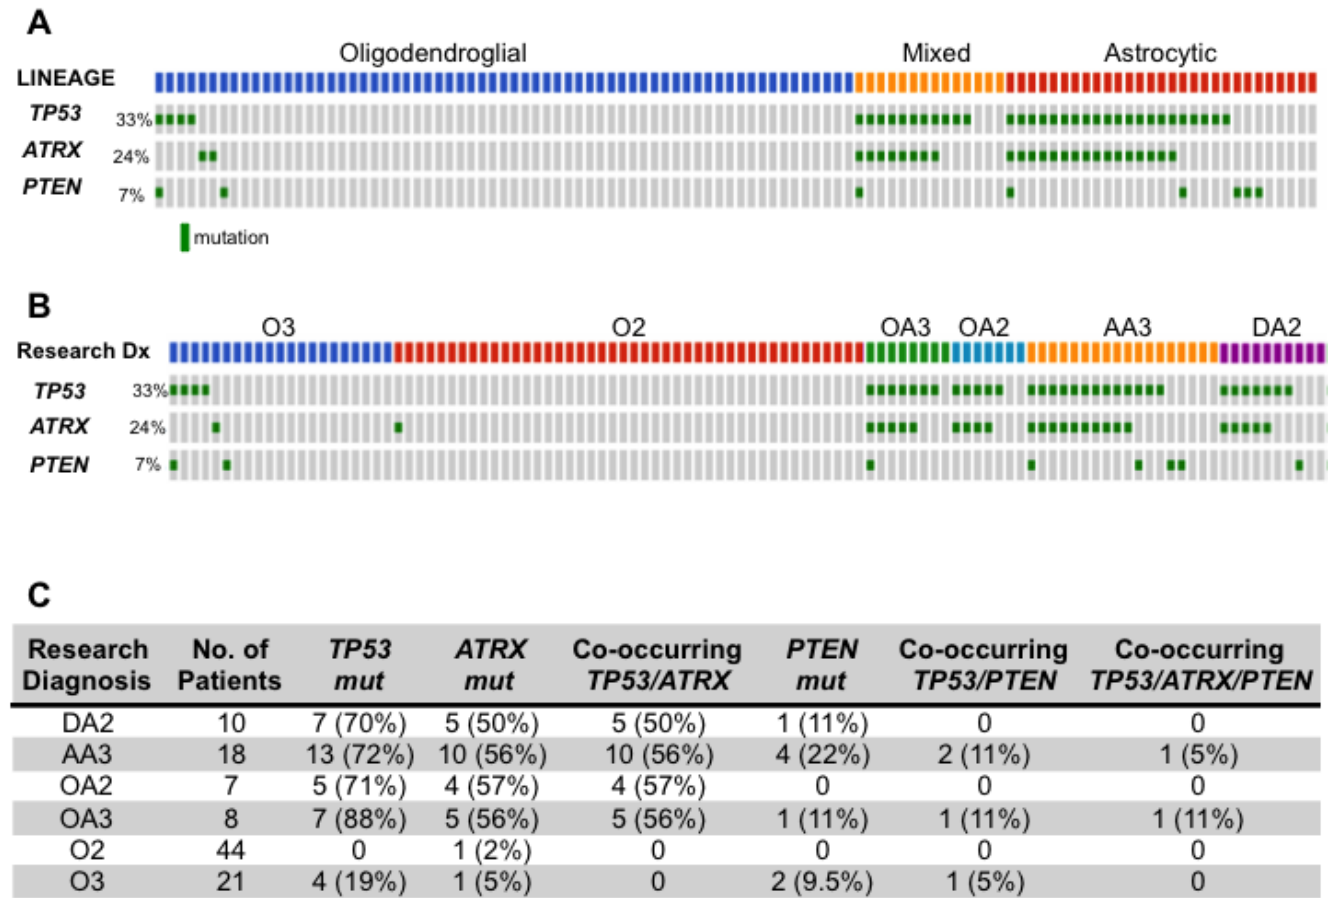 A
Oligodendroglial Mixed Astrocytic
LINEAGE
TP53 33%
ATRX 24%
PTEN 7%
mutation
B
O3 O2 OA3 OA2 AA3 DA2
Research Dx
TP53 33%
ATRX 24%
PTEN 7%
C
Research No. of TP53 ATRX Co-occurring PTEN Co-occurring Co-occurring
Diagnosis Patients mut mut TP53/ATRX mut TP53/PTEN TP53/ATRX/PTEN
DA2 10 7 (70%) 5 (50%) 5 (50%) 1 (11%) 0 0
AA3 18 13 (72%) 10 (56%) 10 (56%) 4 (22%) 2 (11%) 1 (5%)
OA2 7 5 (71%) 4 (57%) 4 (57%) 0 0 0
OA3 8 7 (88%) 5 (56%) 5 (56%) 1 (11%) 1 (11%) 1 (11%)
O2 44 0 1 (2%) 0 0 0 0
O3 21 4 (19%) 1 (5%) 0 2 (9.5%) 1 (5%) 0